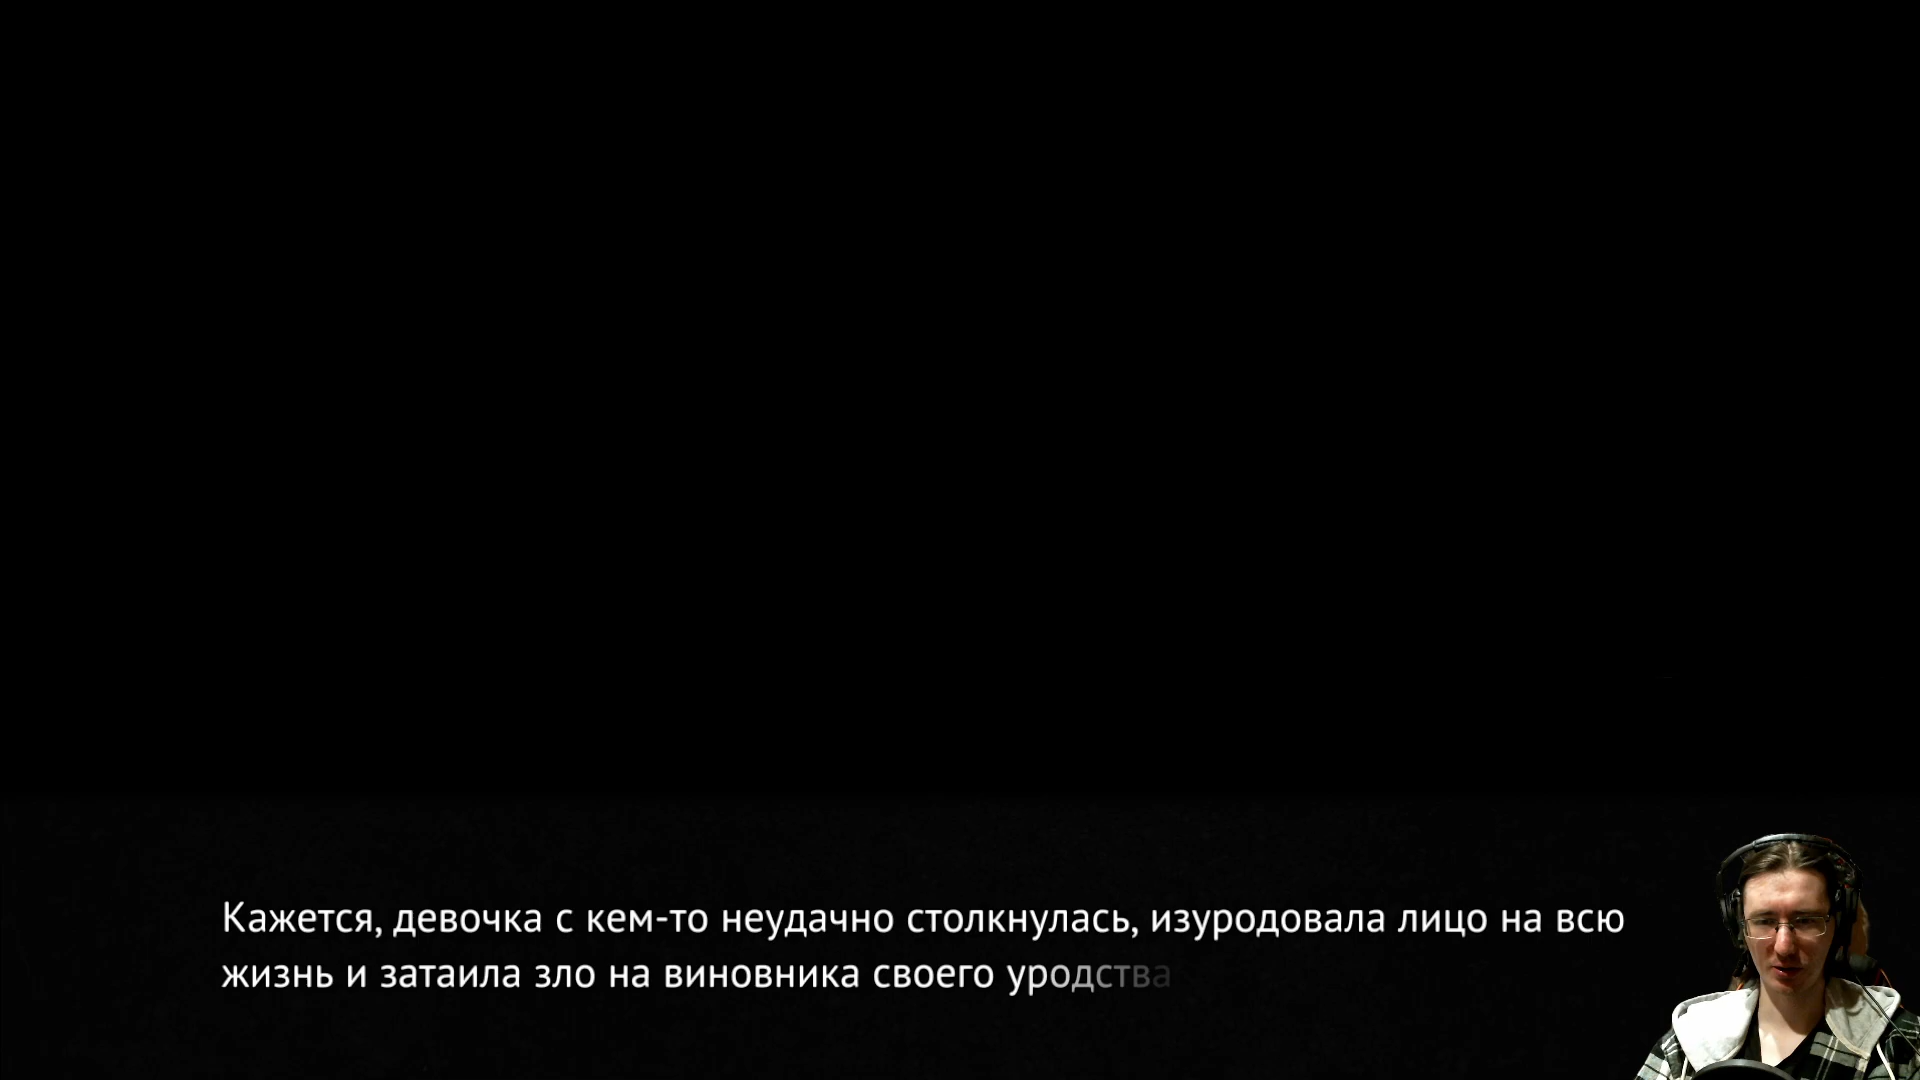 Кажется, девочка с кем-то неудачно столкнулась, изуродовала лицо на всю
жизнь и затаила зло на виновника своего уродства